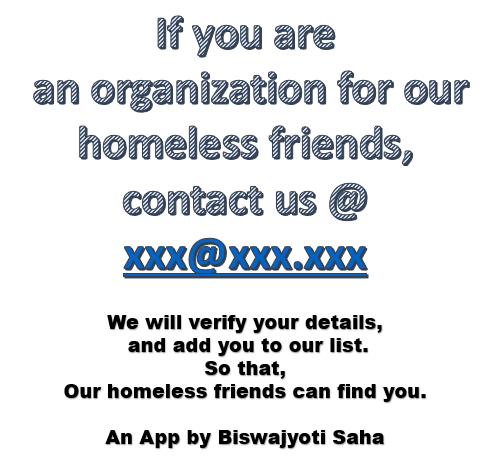 If you are
an organization for our
homeless friends,
contact us @
xxx@xxx.xxx
We will verify your details,
and add you to our list.
So that,
Our homeless friends can find you.
An App by Biswajyoti Saha